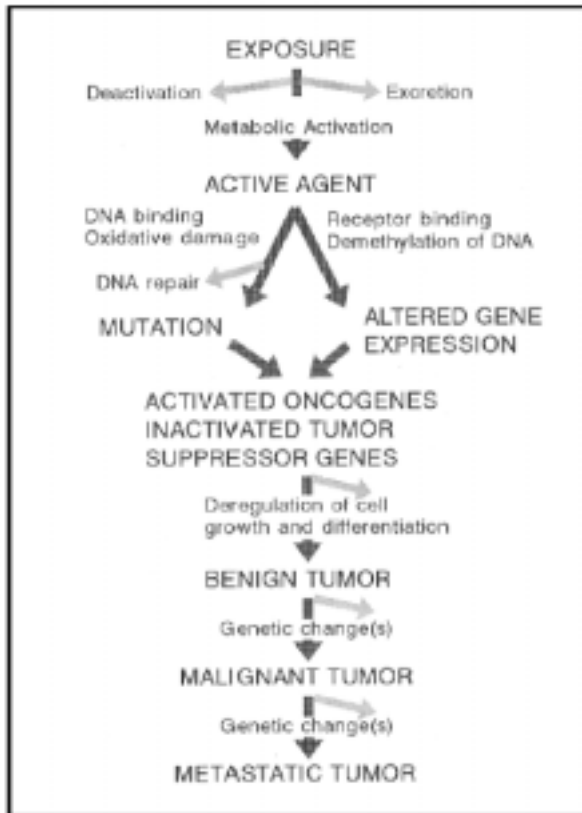 EXPOSURE
Deactivation
Excretion
Metabolic Activation
ACTIVE AGENT
DNA binding
Oxidative damage
Receptor binding
Demethylation of DNA
DNA repair
MUTATION
ALTERED GENE
EXPRESSION
ACTIVATED ONCOGENES
INACTIVATED TUMOR
SUPPRESSOR GENES
Deregulation of cell
growth and differentiation
BENIGN TUMOR
Genetic change(s)
MALIGNANT TUMOR
Genetic change(s)
METASTATIC TUMOR